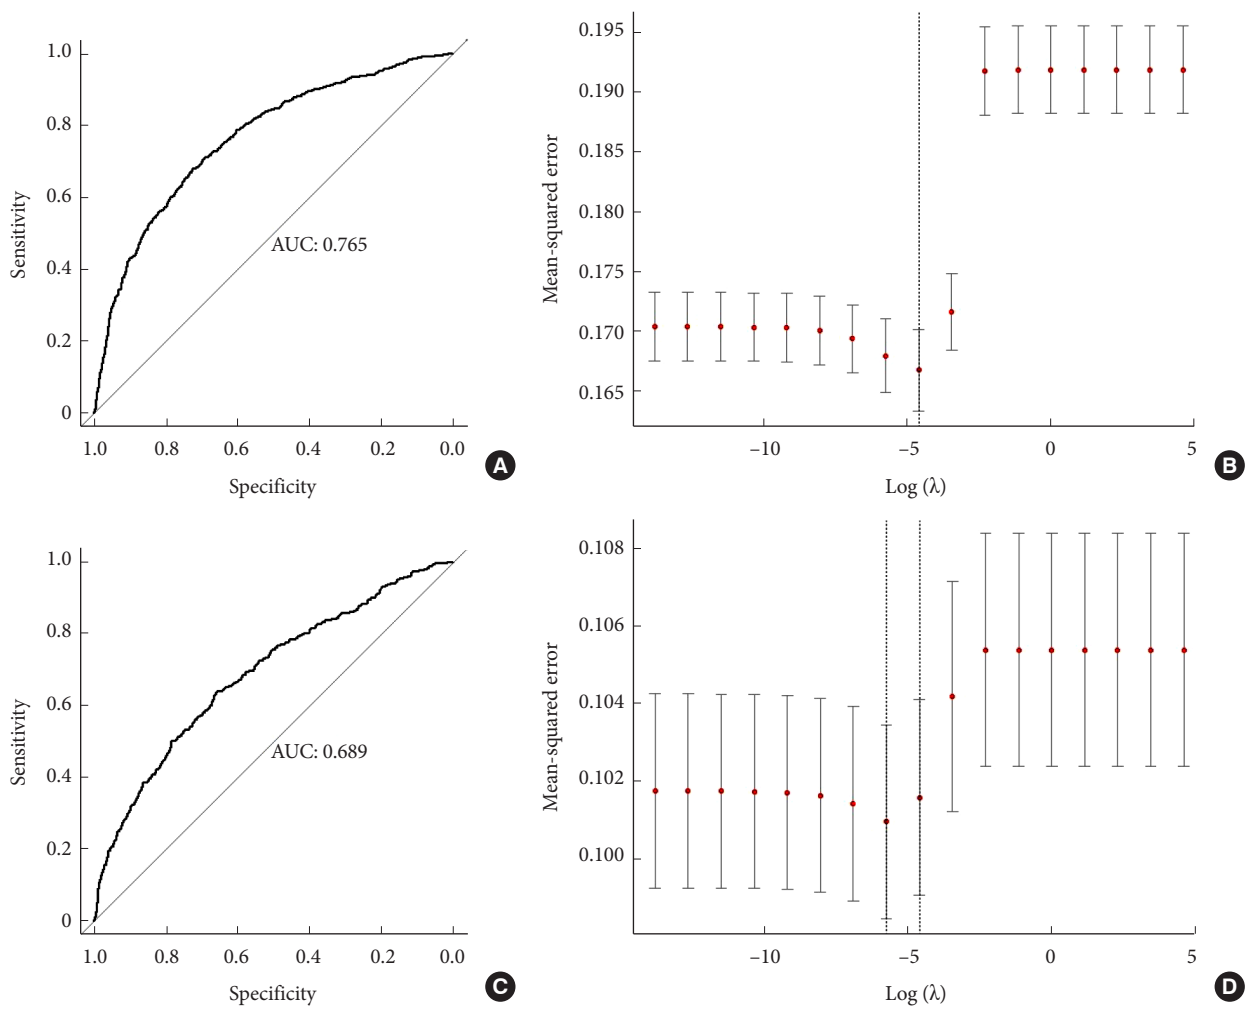 1.0
0.8
0.6
0.4
0.2
0
Sensitivity
AUC: 0.765
1.0 0.8 0.6 0.4 0.2 0.0
Specificity
A
0.195
0.190
0.185
0.180
0.175
0.170
0.165
Mean-squared error
–10 –5 0 5
Log (λ)
B
1.0
0.8
0.6
0.4
0.2
0
Sensitivity
AUC: 0.689
1.0 0.8 0.6 0.4 0.2 0.0
Specificity
C
0.108
0.106
0.104
0.102
0.100
Mean-squared error
–10 –5 0 5
Log (λ)
D